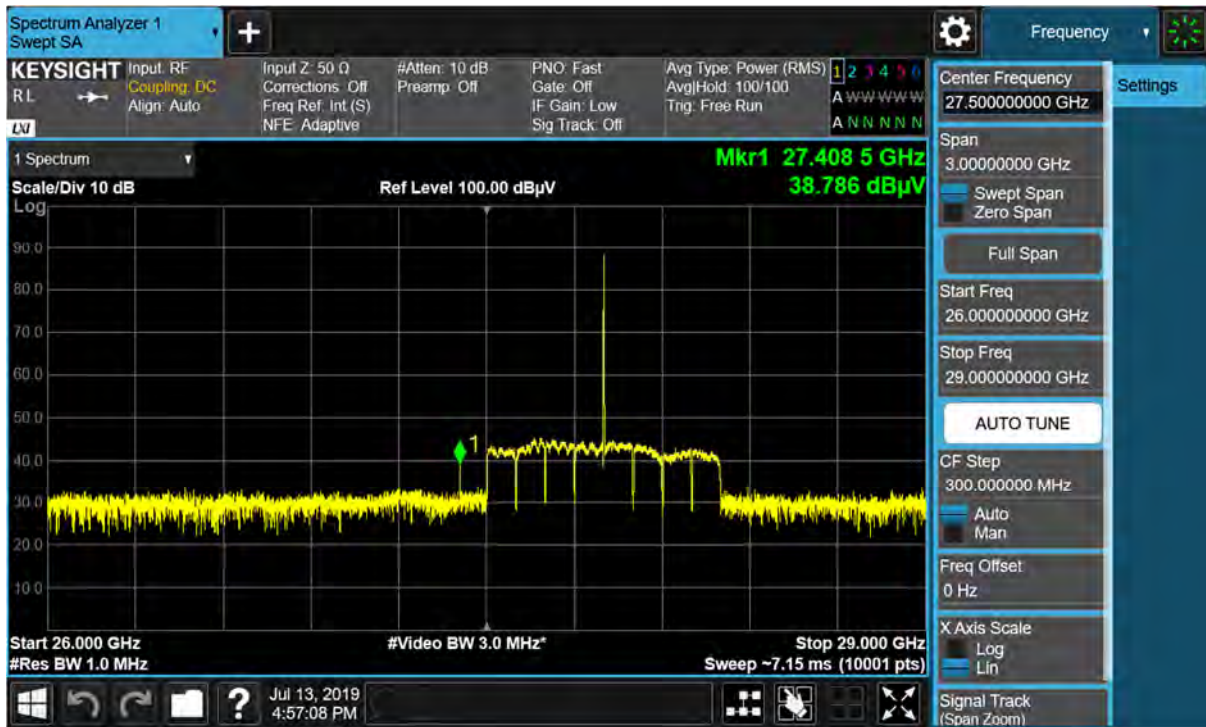 Spectrum Analyzer 1
Swept SA
+
Frequency
KEYSIGHT
RL
LXI
Input: RF
Coupling: DC
Align: Auto
Input Z: 50 Ω
Corrections: Off
Freq Ref: Int (S)
NFE: Adaptive
#Atten: 10 dB
Preamp: Off
PNO: Fast
Gate: Off
IF Gain: Low
Sig Track: Off
Avg Type: Power (RMS)
Avg|Hold: 100/100
Trig: Free Run
1 2 3 4 5 6
A W W W W W
A N N N N N
1 Spectrum
Mkr1 27.408 5 GHz
38.786 dBµV
Scale/Div 10 dB
Ref Level 100.00 dBµV
Log
90.0
80.0
70.0
60.0
50.0
40.0
30.0
20.0
10.0
1
Start 26.000 GHz
#Video BW 3.0 MHz*
Stop 29.000 GHz
#Res BW 1.0 MHz
Sweep ~7.15 ms (10001 pts)
?
Jul 13, 2019
4:57:08 PM
Center Frequency
27.500000000 GHz
Settings
Span
3.00000000 GHz
Swept Span
Zero Span
Full Span
Start Freq
26.000000000 GHz
Stop Freq
29.000000000 GHz
AUTO TUNE
CF Step
300.000000 MHz
Auto
Man
Freq Offset
0 Hz
X Axis Scale
Log
Lin
Signal Track
(Span Zoom)